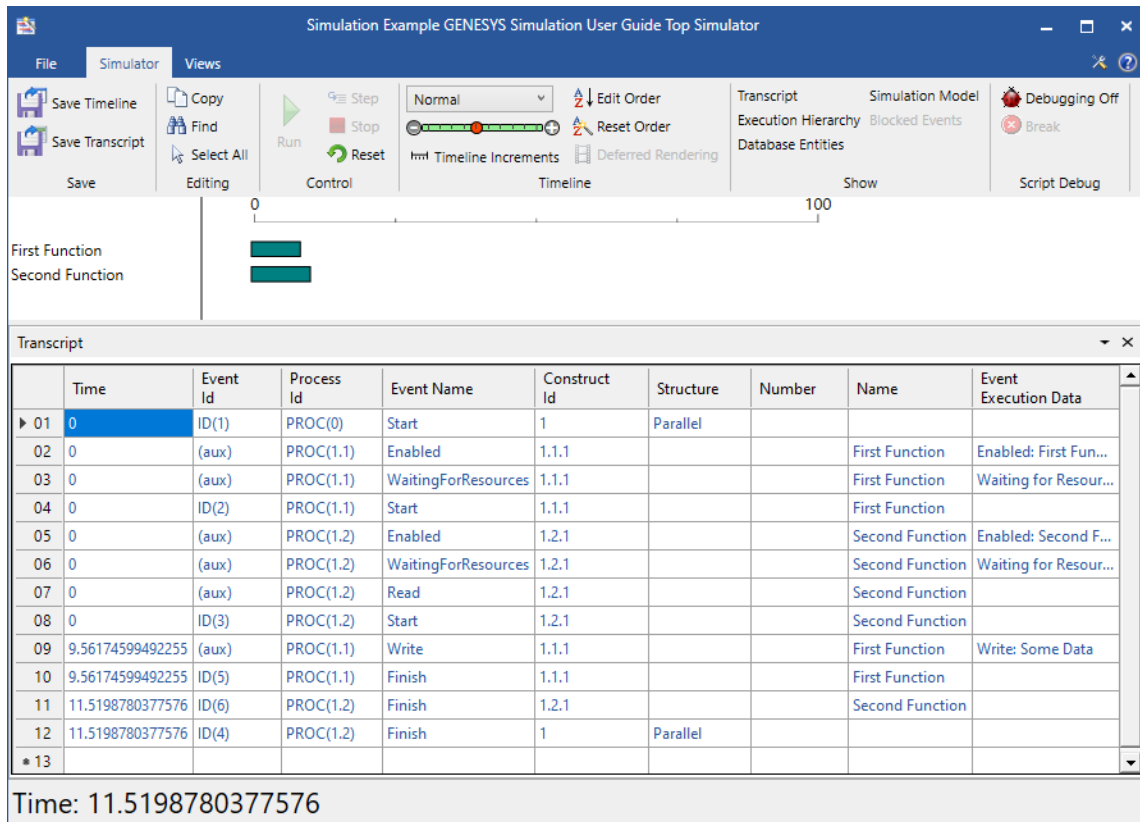 Simulation Example GENESYS Simulation User Guide Top Simulator
File Simulator Views
Save Timeline Copy Step Normal Edit Order Transcript Simulation Model Debugging Off
Find Stop Reset Order Execution Hierarchy Blocked Events Break
Save Transcript Select All Run Reset Timeline Increments Deferred Rendering Database Entities
Save Editing Control Timeline Show Script Debug
0 100
First Function
Second Function
Transcript
Time Event Id Process Id Event Name Construct Id Structure Number Name Event Execution Data
01 0 ID(1) PROC(0) Start 1 Parallel
02 0 (aux) PROC(1.1) Enabled 1.1.1 First Function Enabled: First Fun...
03 0 (aux) PROC(1.1) WaitingForResources 1.1.1 First Function Waiting for Resour...
04 0 ID(2) PROC(1.1) Start 1.1.1 First Function
05 0 (aux) PROC(1.2) Enabled 1.2.1 Second Function Enabled: Second F...
06 0 (aux) PROC(1.2) WaitingForResources 1.2.1 Second Function Waiting for Resour...
07 0 (aux) PROC(1.2) Read 1.2.1 Second Function
08 0 ID(3) PROC(1.2) Start 1.2.1 Second Function
09 9.56174599492255 (aux) PROC(1.1) Write 1.1.1 First Function Write: Some Data
10 9.56174599492255 ID(5) PROC(1.1) Finish 1.1.1 First Function
11 11.5198780377576 ID(6) PROC(1.2) Finish 1.2.1 Second Function
12 11.5198780377576 ID(4) PROC(1.2) Finish 1 Parallel
13
Time: 11.5198780377576